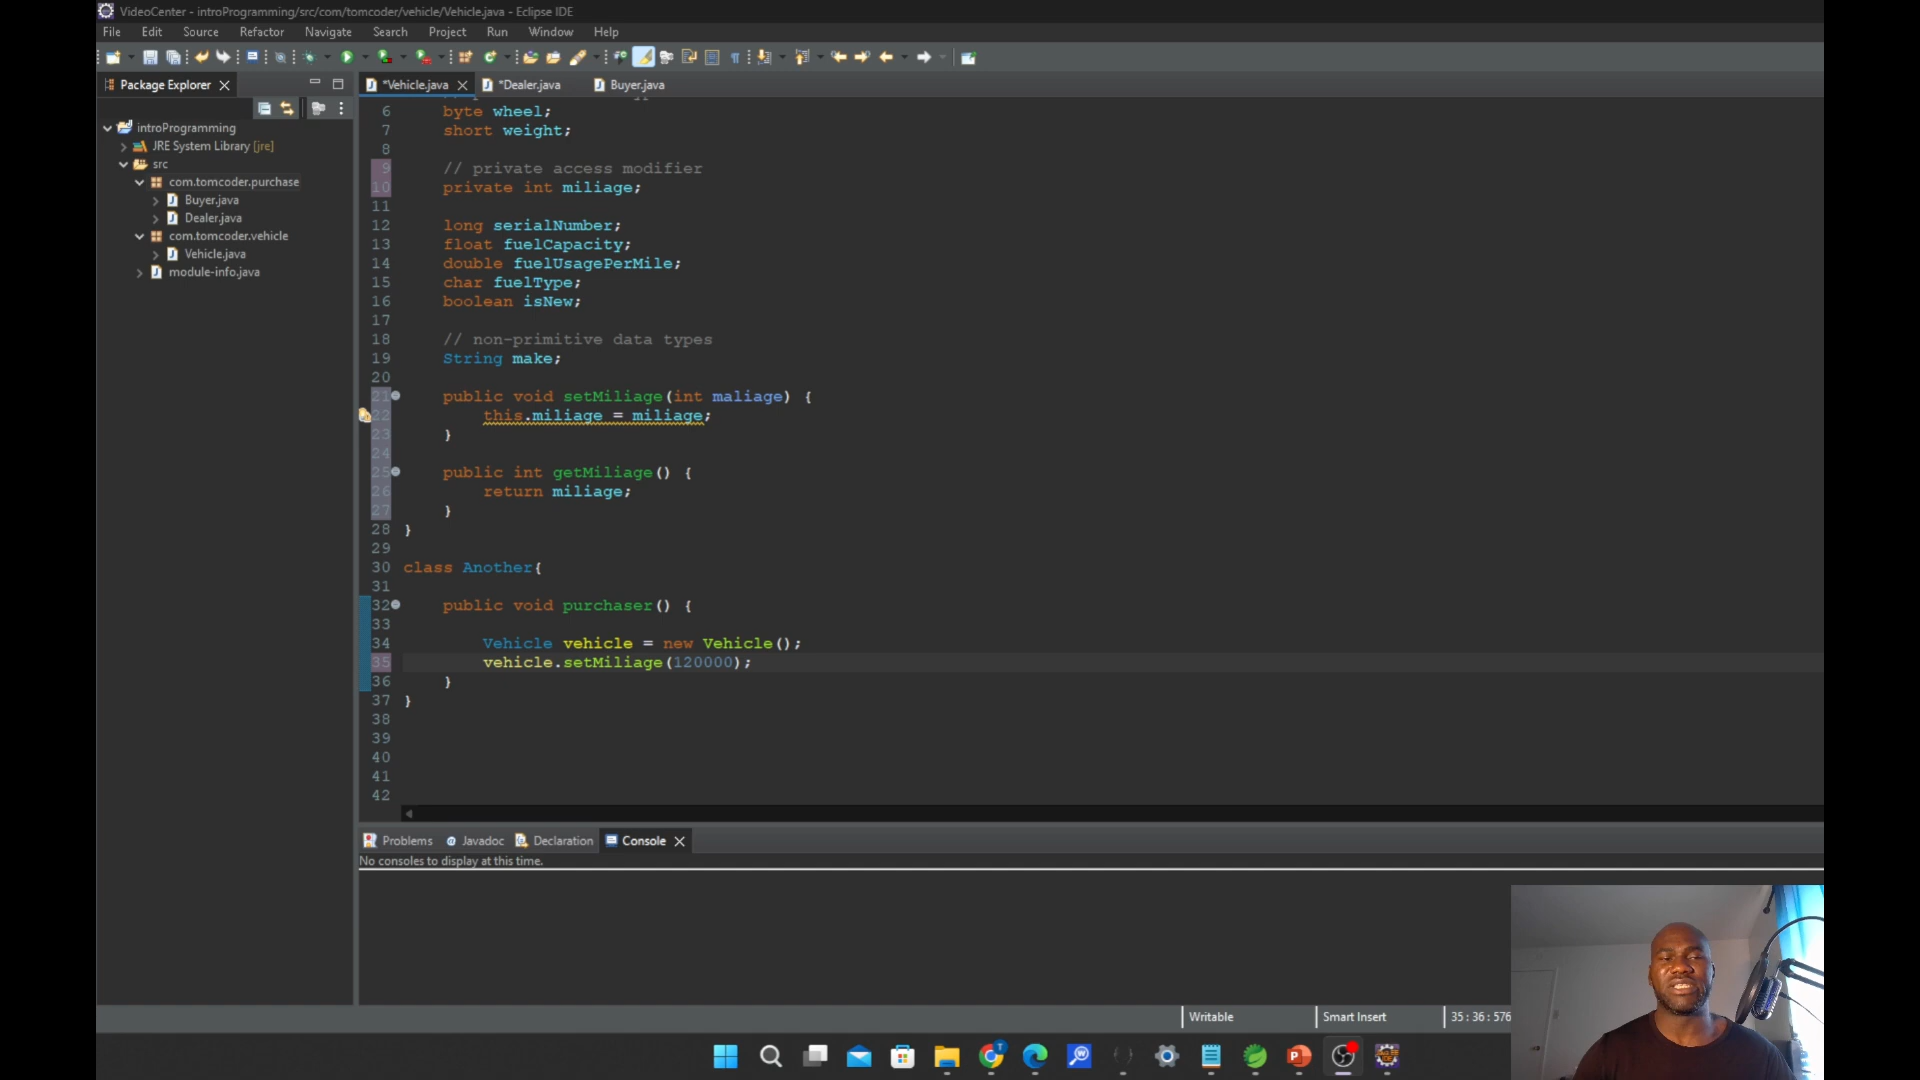 VideoCenter - introProgramming/src/com/tomcoder/vehicle/Vehicle.java - Eclipse IDE
File Edit Source Refactor Navigate Search Project Run Window Help
Package Explorer
*Vehicle.java *Dealer.java Buyer.java
introProgramming
JRE System Library [jre]
src
com.tomcoder.purchase
Buyer.java
Dealer.java
com.tomcoder.vehicle
Vehicle.java
module-info.java
6 byte wheel;
7 short weight;
8
9 // private access modifier
10 private int miliage;
11
12 long serialNumber;
13 float fuelCapacity;
14 double fuelUsagePerMile;
15 char fuelType;
16 boolean isNew;
17
18 // non-primitive data types
19 String make;
20
21 public void setMiliage(int maliage) {
22 this.miliage = miliage;
23 }
24
25 public int getMiliage() {
26 return miliage;
27 }
28 }
29
30 class Another{
31
32 public void purchaser() {
33
34 Vehicle vehicle = new Vehicle();
35 vehicle.setMiliage(120000);
36 }
37 }
38
39
40
41
42
Problems Javadoc Declaration Console
No consoles to display at this time.
Writable Smart Insert 35 : 36 : 576